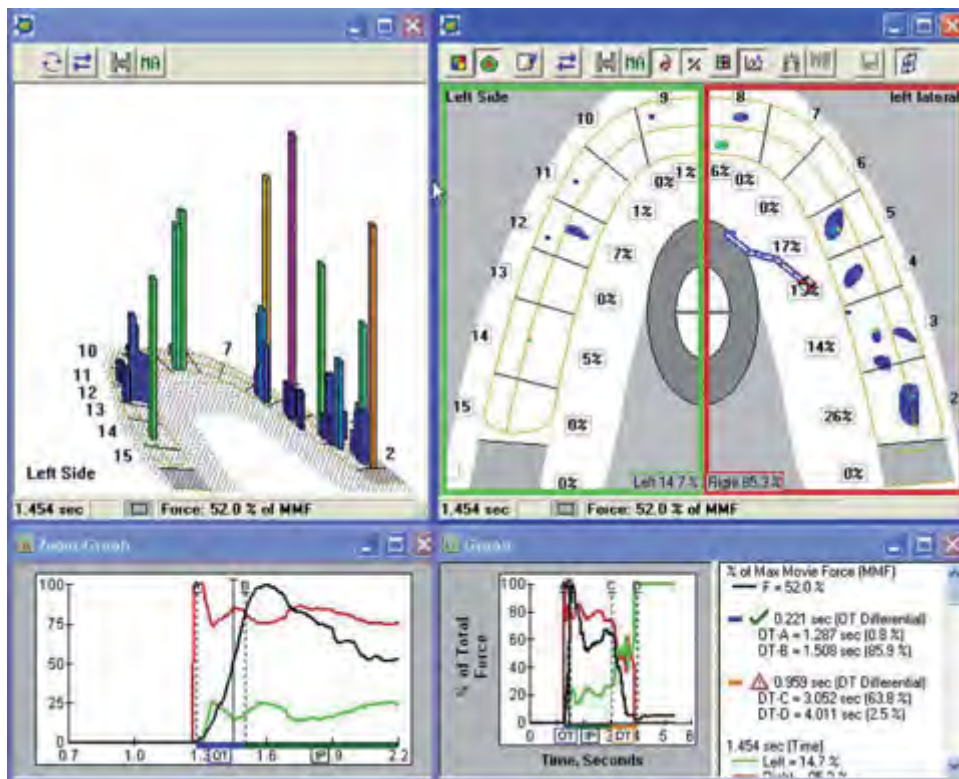 MA
10
11
12
13
14
15
7
2
Left Side
1.454 sec
Force: 52.0 % of MMF
MA
Left Side
left lateral
9
8
10
7
11
6
12
5
13
4
14
3
15
2
0%
1%
6%
0%
1%
0%
7%
17%
0%
14%
5%
26%
0%
0%
0%
Left 14.7%
Right 85.3%
1.454 sec
Force: 52.0 % of MMF
Zoom Graph
A
B
100
75
50
25
0
0.7
1.0
1.3
OT
1.6
IP
1.9
2.2
Graph
% of Total Force
100
80
60
40
20
0
C
D
0
OT
IP
2
DT
4
5
6
Time, Seconds
% of Max Movie Force (MMF)
F = 52.0 %
0.221 sec (OT Differential)
OT-A = 1.287 sec (0.8 %)
OT-B = 1.508 sec (85.9 %)
0.959 sec (DT Differential)
DT-C = 3.052 sec (63.8 %)
DT-D = 4.011 sec (2.5 %)
1.454 sec (Time)
Left = 14.7 %